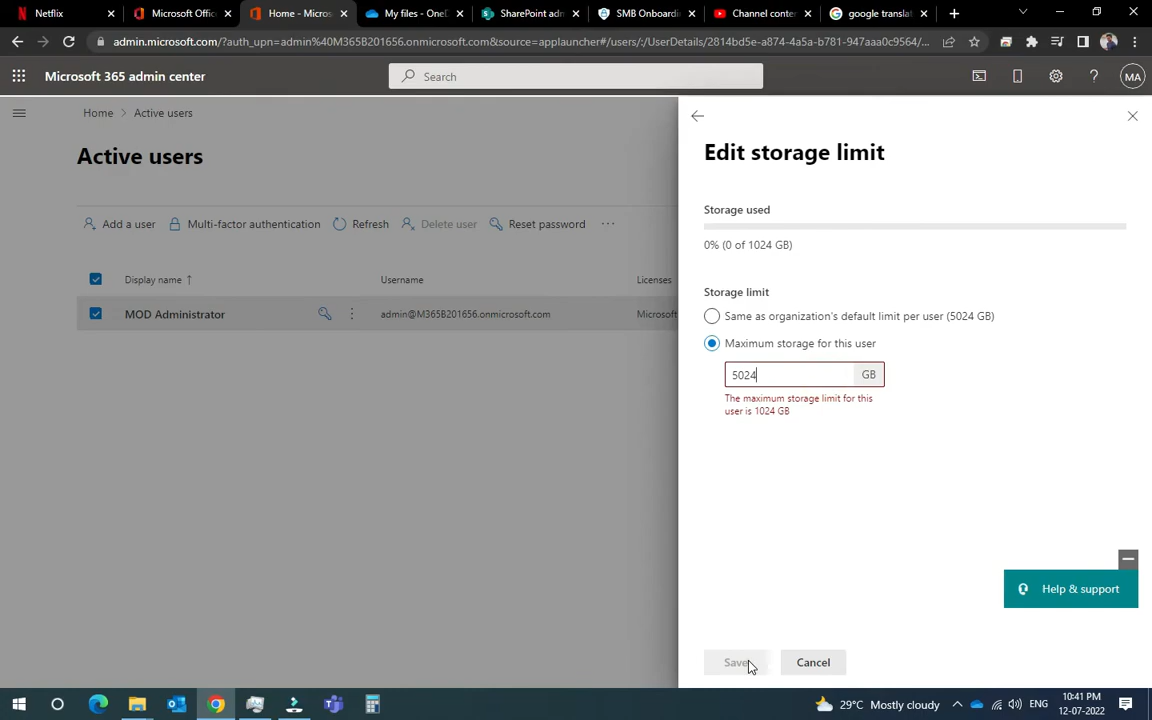 Netflix
Microsoft Offic
Home - Micros
My files - OneD
SharePoint adm
SMB Onboardin
Channel conten
google translat
admin.microsoft.com/?auth_upn=admin%40M365B201656.onmicrosoft.com&source=applauncher#/users/:/UserDetails/2814bd5e-a874-4a5a-b781-947aaa0c9564/...
Microsoft 365 admin center
Search
MA
Home > Active users
Active users
Add a user
Multi-factor authentication
Refresh
Delete user
Reset password
Display name ↑
Username
Licenses
MOD Administrator
admin@M365B201656.onmicrosoft.com
Microsoft
Edit storage limit
Storage used
0% (0 of 1024 GB)
Storage limit
Same as organization's default limit per user (5024 GB)
Maximum storage for this user
5024
GB
The maximum storage limit for this
user is 1024 GB
Help & support
Save
Cancel
29°C Mostly cloudy
ENG
10:41 PM
12-07-2022